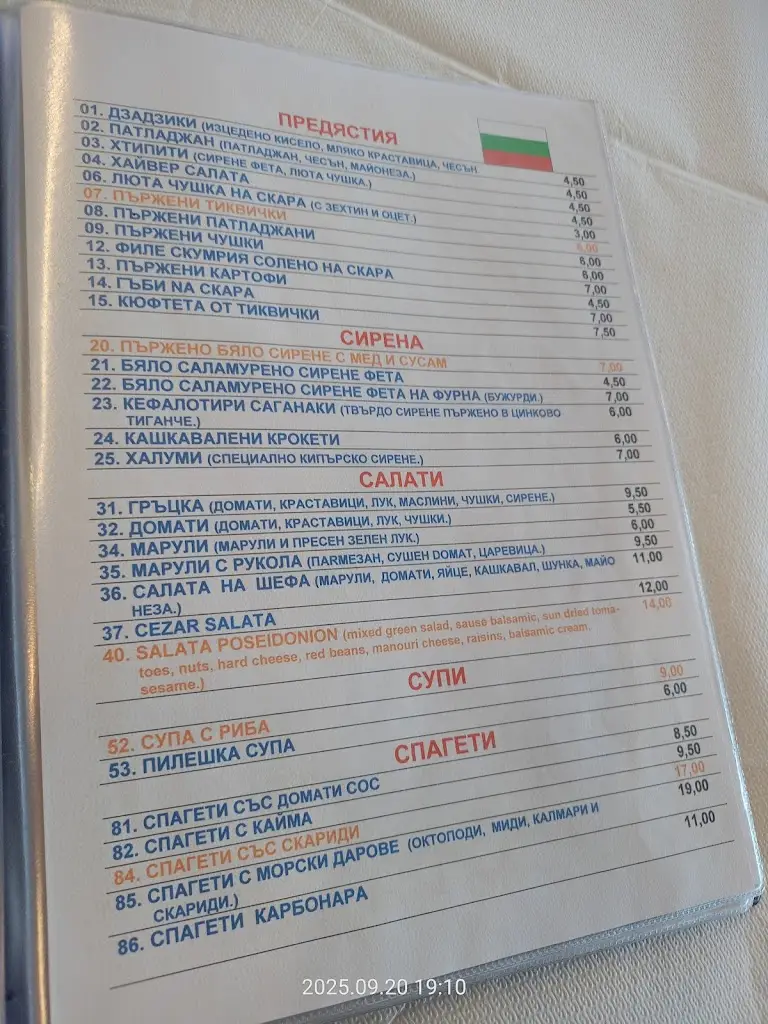 ПРЕДЯСТИЯ
01. ДЗАДЗИКИ (ИЗЦЕДЕНО КИСЕЛО, МЛЯКО КРАСТАВИЦА, ЧЕСЪН 4,50
02. ПАТЛАДЖАН (ПАТЛАДЖАН, ЧЕСЪН, МАЙОНЕЗА.) 4,50
03. ХТИПИТИ (СИРЕНЕ ФЕТА, ЛЮТА ЧУШКА.) 4,50
04. ХАЙВЕР САЛАТА 4,50
06. ЛЮТА ЧУШКА НА СКАРА (С ЗЕХТИН И ОЦЕТ.) 3,00
07. ПЪРЖЕНИ ТИКВИЧКИ 6,00
08. ПЪРЖЕНИ ПАТЛАДЖАНИ 6,00
09. ПЪРЖЕНИ ЧУШКИ 6,00
12. ФИЛЕ СКУМРИЯ СОЛЕНО НА СКАРА 7,00
13. ПЪРЖЕНИ КАРТОФИ 4,50
14. ГЪБИ NA СКАРА 7,00
15. КЮФТЕТА ОТ ТИКВИЧКИ 7,50
СИРЕНА
20. ПЪРЖЕНО БЯЛО СИРЕНЕ С МЕД И СУСАМ 7,00
21. БЯЛО САЛАМУРЕНО СИРЕНЕ ФЕТА 4,50
22. БЯЛО САЛАМУРЕНО СИРЕНЕ ФЕТА НА ФУРНА (БУЖУРДИ.) 7,00
23. КЕФАЛОТИРИ САГАНАКИ (ТВЪРДО СИРЕНЕ ПЪРЖЕНО В ЦИНКОВО 6,00
ТИГАНЧЕ.)
24. КАШКАВАЛЕНИ КРОКЕТИ 6,00
25. ХАЛУМИ (СПЕЦИАЛНО КИПЪРСКО СИРЕНЕ.) 7,00
САЛАТИ
31. ГРЪЦКА (ДОМАТИ, КРАСТАВИЦИ, ЛУК, МАСЛИНИ, ЧУШКИ, СИРЕНЕ.) 9,50
32. ДОМАТИ (ДОМАТИ, КРАСТАВИЦИ, ЛУК, ЧУШКИ.) 5,50
34. МАРУЛИ (МАРУЛИ И ПРЕСЕН ЗЕЛЕН ЛУК.) 6,00
35. МАРУЛИ С РУКОЛА (ПARMEЗАN, СУШЕН DOMAT, ЦАРЕВИЦА.) 9,50
36. САЛАТА НА ШЕФА (МАРУЛИ, ДОМАТИ, ЯЙЦЕ, КАШКАВАЛ, ШУНКА, МАЙО 11,00
НЕЗА.)
37. CEZAR SALATA 12,00
40. SALATA POSEIDONION (mixed green salad, sause balsamic, sun dried toma- 14,00
toes, nuts, hard cheese, red beans, manouri cheese, raisins, balsamic cream,
sesame.)
СУПИ
52. СУПА С РИБА 9,00
53. ПИЛЕШКА СУПА 6,00
СПАГЕТИ
81. СПАГЕТИ СЪС ДОМАТИ СОС 8,50
82. СПАГЕТИ С КАЙМА 9,50
84. СПАГЕТИ СЪС СКАРИДИ 17,00
85. СПАГЕТИ С МОРСКИ ДАРОВЕ (ОКТОПОДИ, МИДИ, КАЛМАРИ И 19,00
СКАРИДИ.)
86. СПАГЕТИ КАРБОНАРА 11,00
2025.09.20 19:10